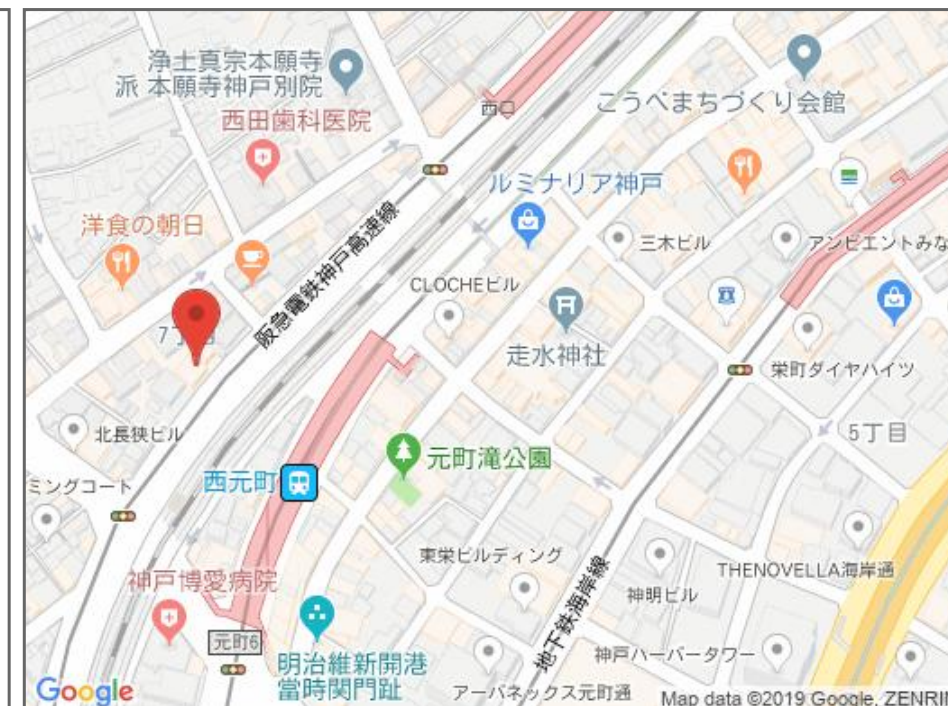 浄土真宗本願寺
派 本願寺神戸別院
西口
こうべまちづくり会館
西田歯科医院
ルミナリア神戸
洋食の朝日
阪急電鉄神戸高速線
三木ビル
アンビエントみな
CLOCHEビル
7丁目
走水神社
栄町ダイヤハイツ
北長狭ビル
5丁目
元町滝公園
西元町
ミングコート
東栄ビルディング
THENOVELLA海岸通
神戸博愛病院
神明ビル
地下鉄海岸線
元町6
明治維新開港
當時関門趾
神戸ハーバータワー
アーバネックス元町通
Google
Map data ©2019 Google, ZENRIN